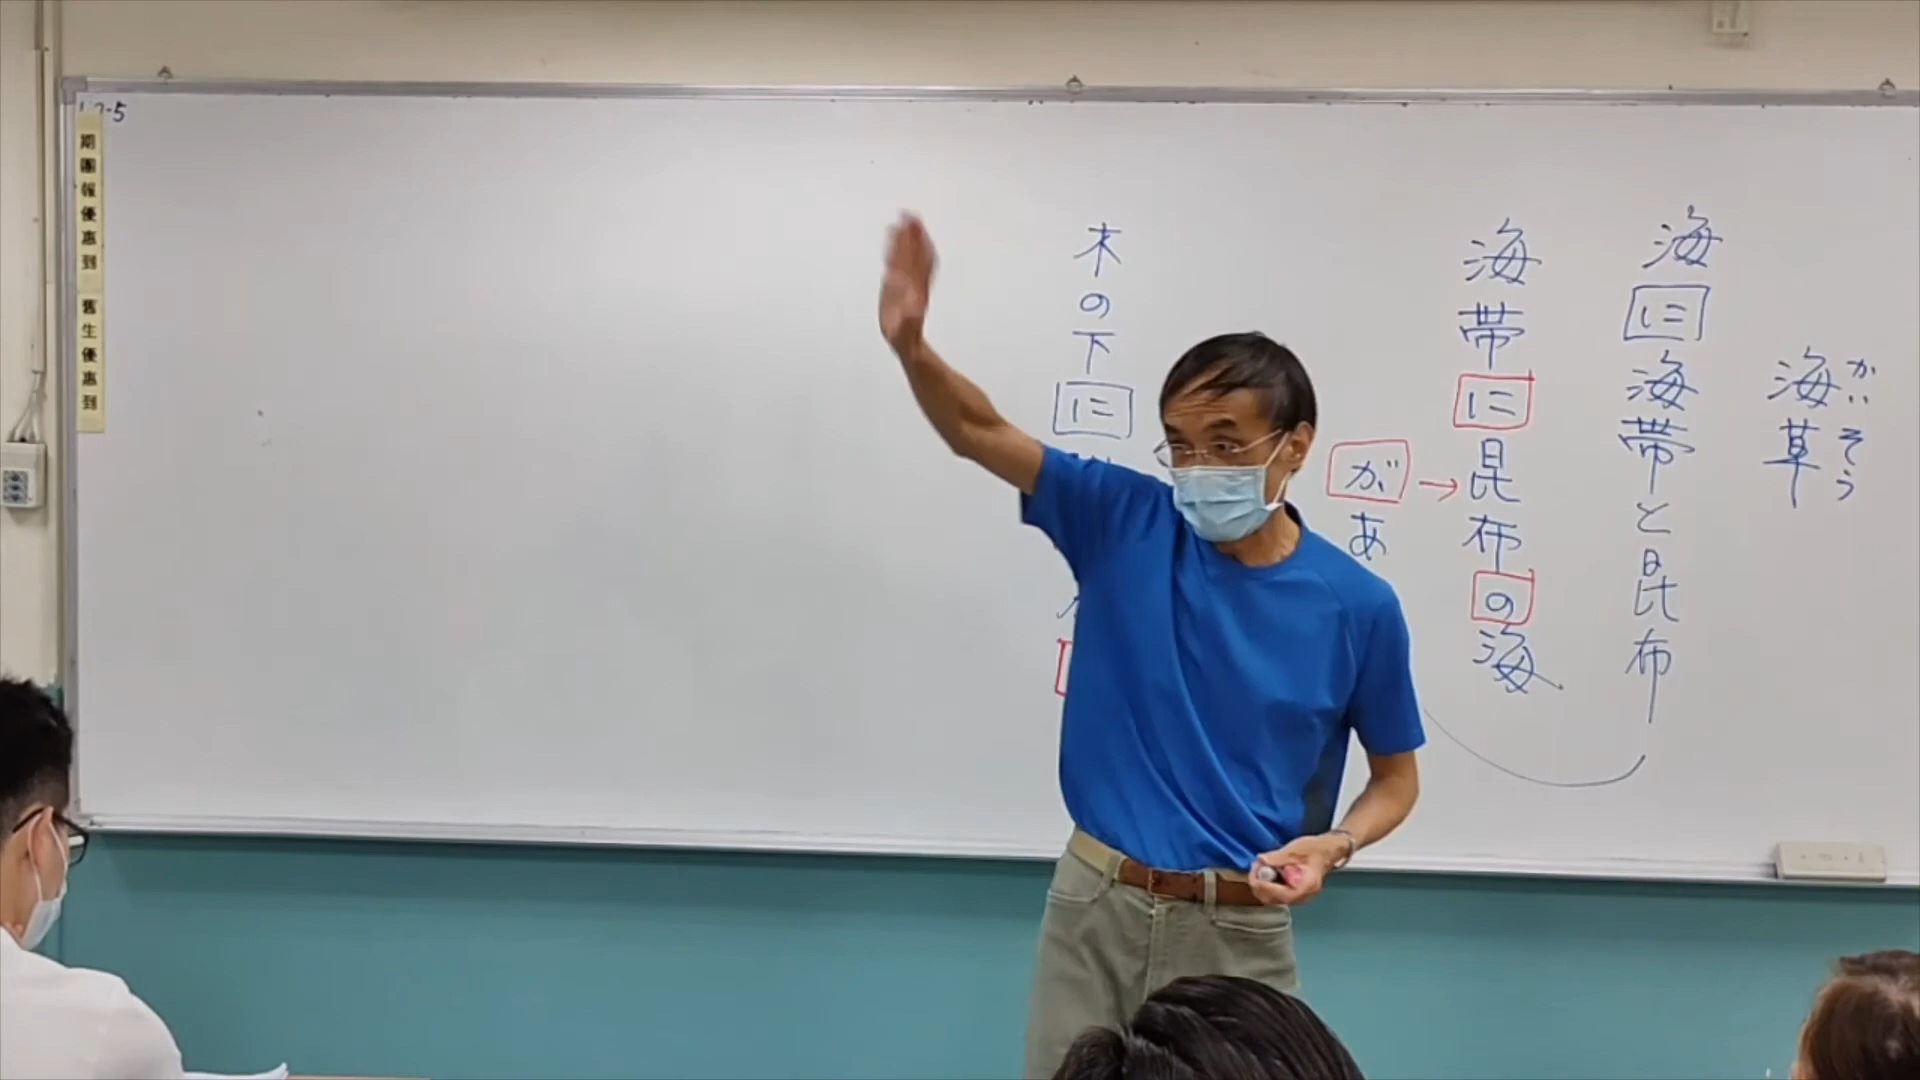 海草
かいそう
海に海帯と昆布
海帯に昆布の海
があ
木の下に
期團報優惠到
舊生優惠到
-5